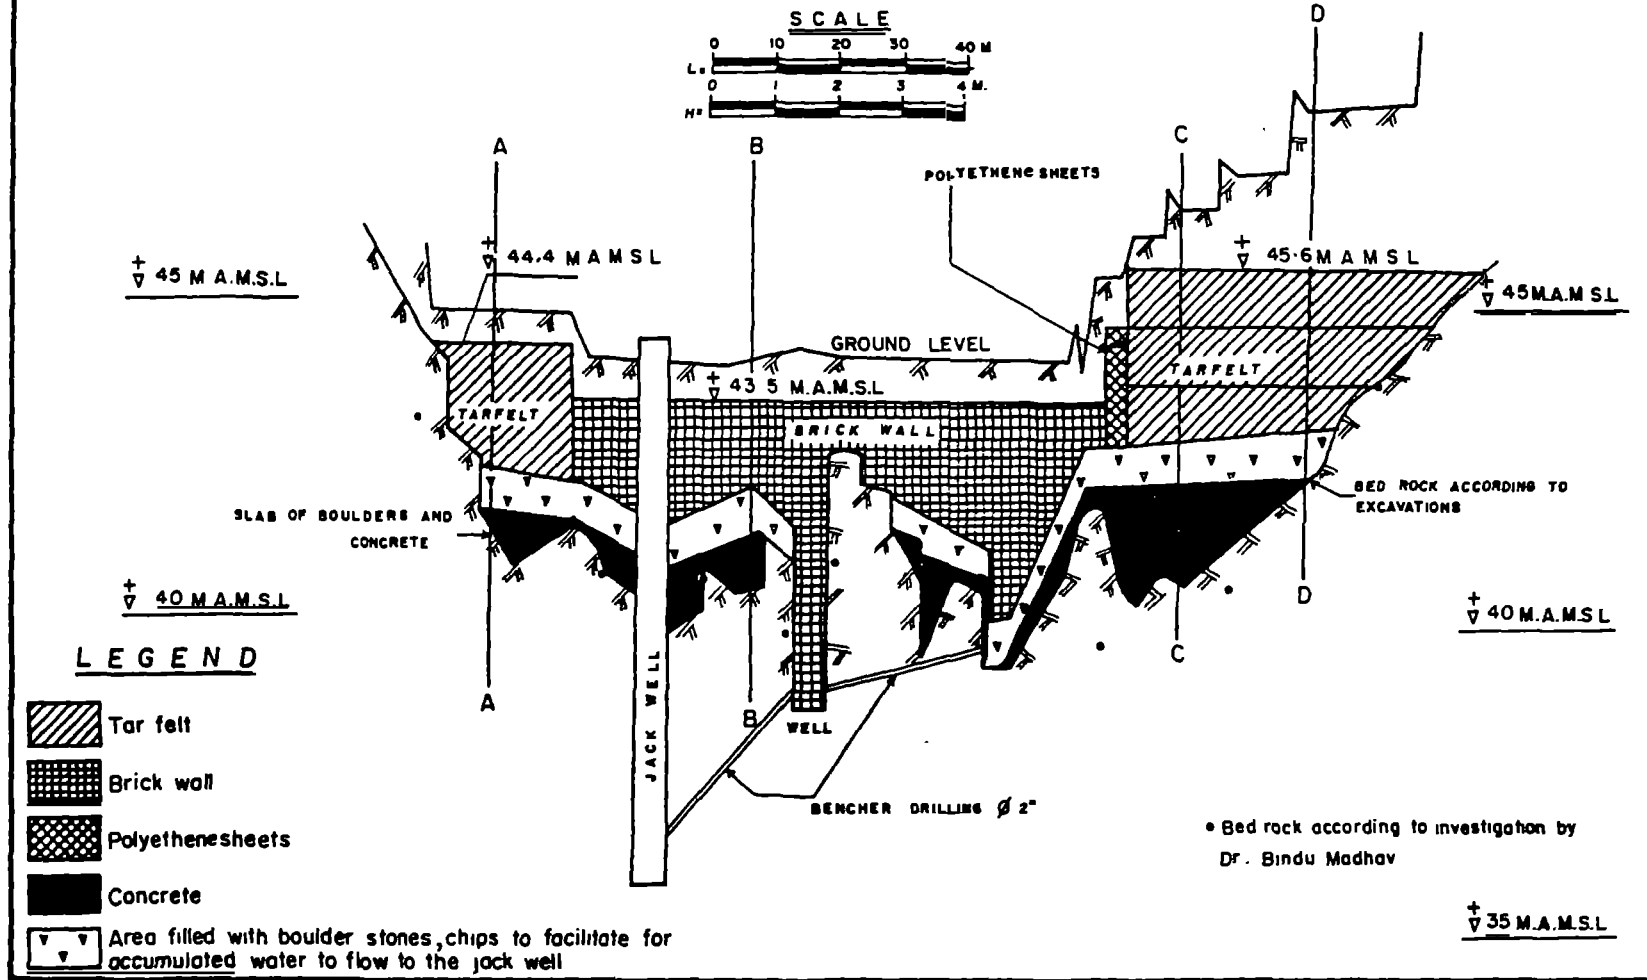 SCALE
0 10 20 30 40 M
L=
0 1 2 3 4 M.
H=
D
A
B
C
POLYETHENE SHEETS
44.4 M A M S L
45.6 M A M S L
45 M A.M.S.L
45 M.A.M S.L
GROUND LEVEL
43 5 M.A.M.S.L
TARFELT
TARFELT
BRICK WALL
BED ROCK ACCORDING TO
EXCAVATIONS
SLAB OF BOULDERS AND
CONCRETE
40 M A.M.S.L
40 M.A.M.S L
D
C
A
B
JACK WELL
WELL
BENCHER DRILLING Ø 2"
LEGEND
Tar felt
Brick wall
Polyethenesheets
Concrete
Area filled with boulder stones, chips to facilitate for
accumulated water to flow to the jack well
• Bed rock according to investigation by
Dr. Bindu Madhav
35 M.A.M.S.L